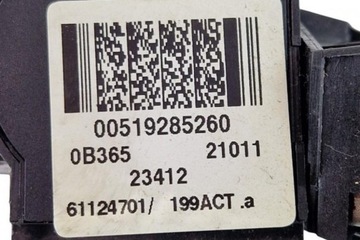 00519285260
0B365 21011
23412
61124701/ 199ACT .a